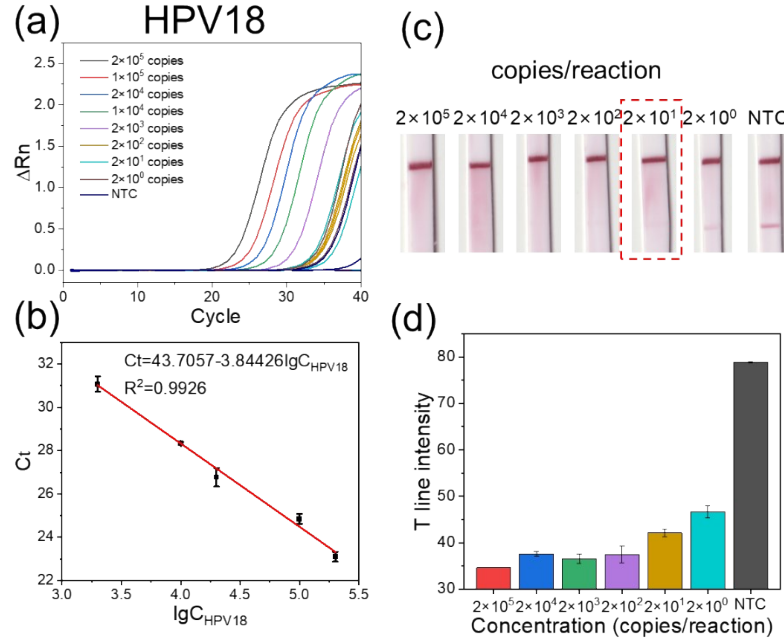 (a) HPV18
2.5
2.0
1.5
1.0
0.5
0.0
ΔRn
2×10⁵ copies
1×10⁵ copies
2×10⁴ copies
1×10⁴ copies
2×10³ copies
2×10² copies
2×10¹ copies
2×10⁰ copies
NTC
1 10 20 30 40
Cycle
(b)
Ct=43.7057-3.84426lgC_HPV18
R²=0.9926
32
30
28
26
24
22
Ct
3.0 3.5 4.0 4.5 5.0 5.5
lgC_HPV18
(c)
copies/reaction
2×10⁵ 2×10⁴ 2×10³ 2×10² 2×10¹ 2×10⁰ NTC
(d)
80
70
60
50
40
30
T line intensity
2×10⁵ 2×10⁴ 2×10³ 2×10² 2×10¹ 2×10⁰ NTC
Concentration (copies/reaction)